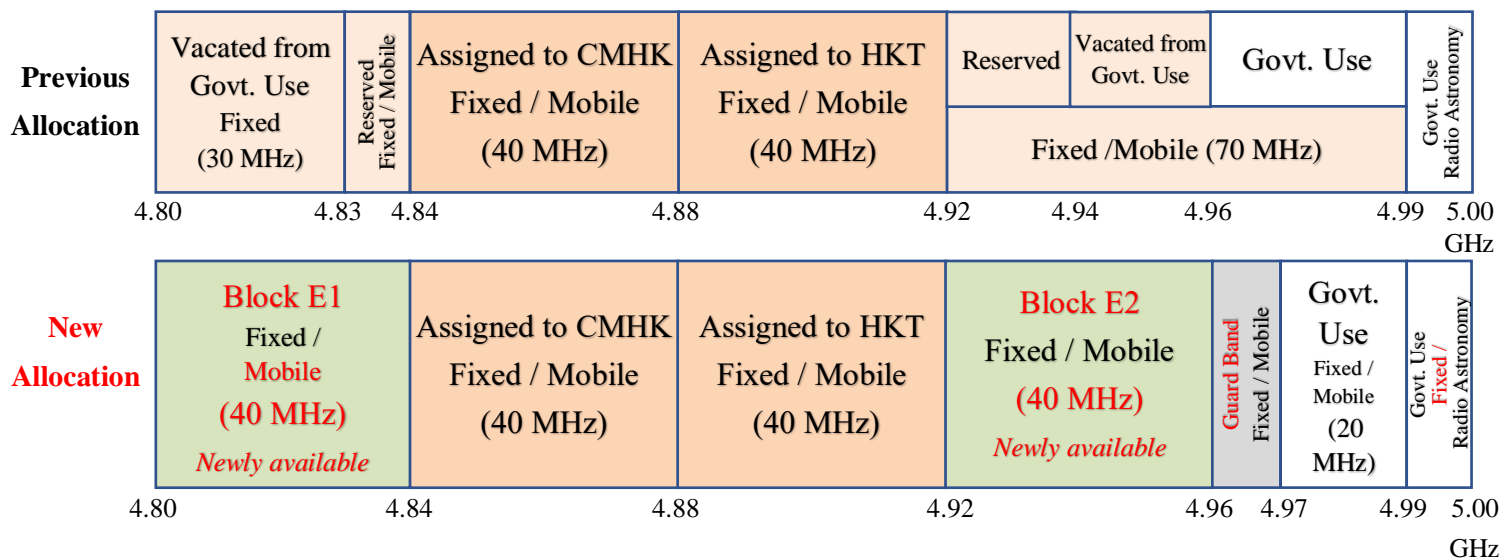 Previous
Allocation
Vacated from
Govt. Use
Fixed
(30 MHz)
Reserved
Fixed / Mobile
Assigned to CMHK
Fixed / Mobile
(40 MHz)
Assigned to HKT
Fixed / Mobile
(40 MHz)
Reserved
Vacated from
Govt. Use
Govt. Use
Fixed /Mobile (70 MHz)
Govt. Use
Radio Astronomy
4.80
4.83
4.84
4.88
4.92
4.94
4.96
4.99
5.00
GHz
New
Allocation
Block E1
Fixed /
Mobile
(40 MHz)
Newly available
Assigned to CMHK
Fixed / Mobile
(40 MHz)
Assigned to HKT
Fixed / Mobile
(40 MHz)
Block E2
Fixed / Mobile
(40 MHz)
Newly available
Guard Band
Fixed / Mobile
Govt.
Use
Fixed /
Mobile
(20
MHz)
Govt. Use
Fixed /
Radio Astronomy
4.80
4.84
4.88
4.92
4.96
4.97
4.99
5.00
GHz